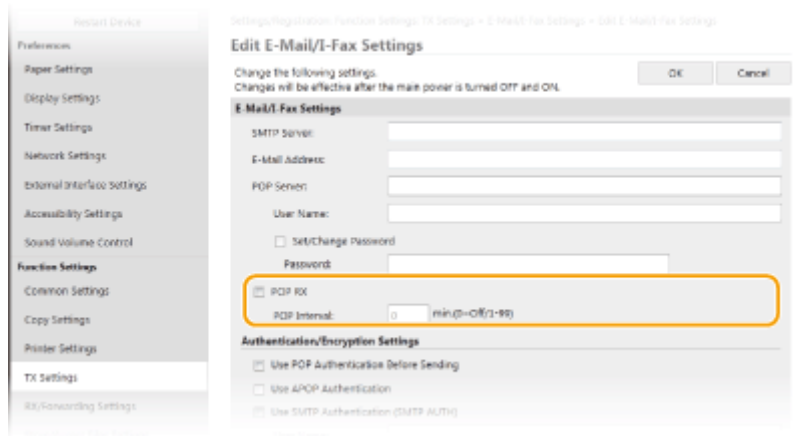 Restart Device
Preferences
Paper Settings
Display Settings
Timer Settings
Network Settings
External Interface Settings
Accessibility Settings
Sound Volume Control
Function Settings
Common Settings
Copy Settings
Printer Settings
TX Settings
RX/Forwarding Settings
Settings/Registration: Function Settings: TX Settings > E-Mail/I-Fax Settings > Edit E-Mail/I-Fax Settings
Edit E-Mail/I-Fax Settings
Change the following settings.
Changes will be effective after the main power is turned OFF and ON.
OK
Cancel
E-Mail/I-Fax Settings
SMTP Server:
E-Mail Address:
POP Server:
User Name:
Set/Change Password
Password:
POP RX
POP Interval:
0
min.(0=Off/1-99)
Authentication/Encryption Settings
Use POP Authentication Before Sending
Use APOP Authentication
Use SMTP Authentication (SMTP AUTH)